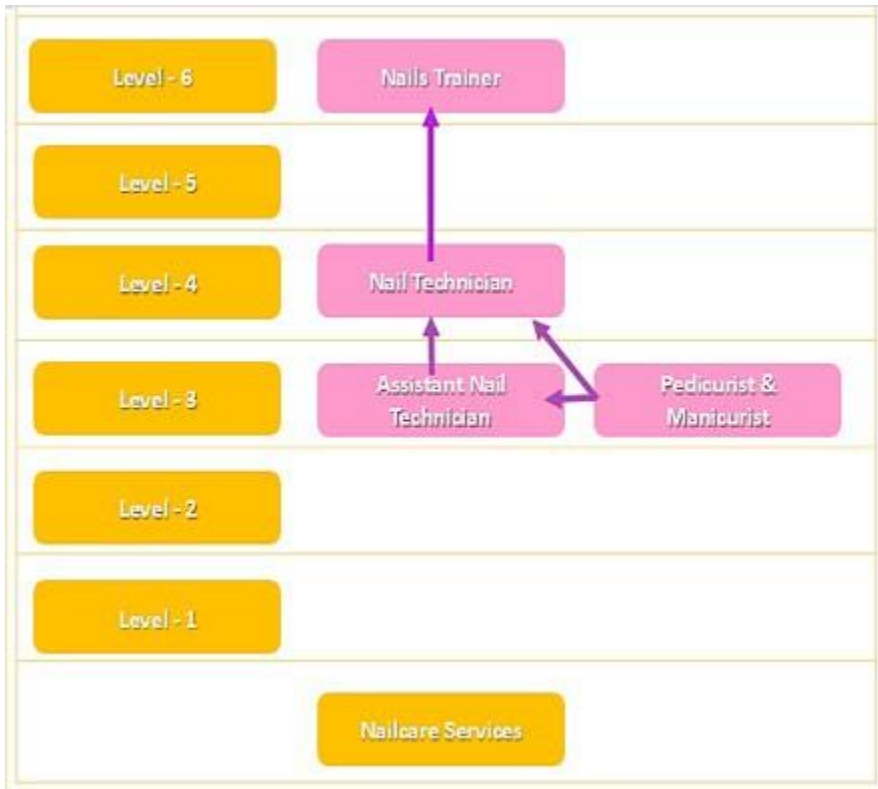 Level - 6
Nails Trainer
Level - 5
Level - 4
Nail Technician
Level - 3
Assistant Nail
Technician
Pedicurist &
Manicurist
Level - 2
Level - 1
Nailcare Services